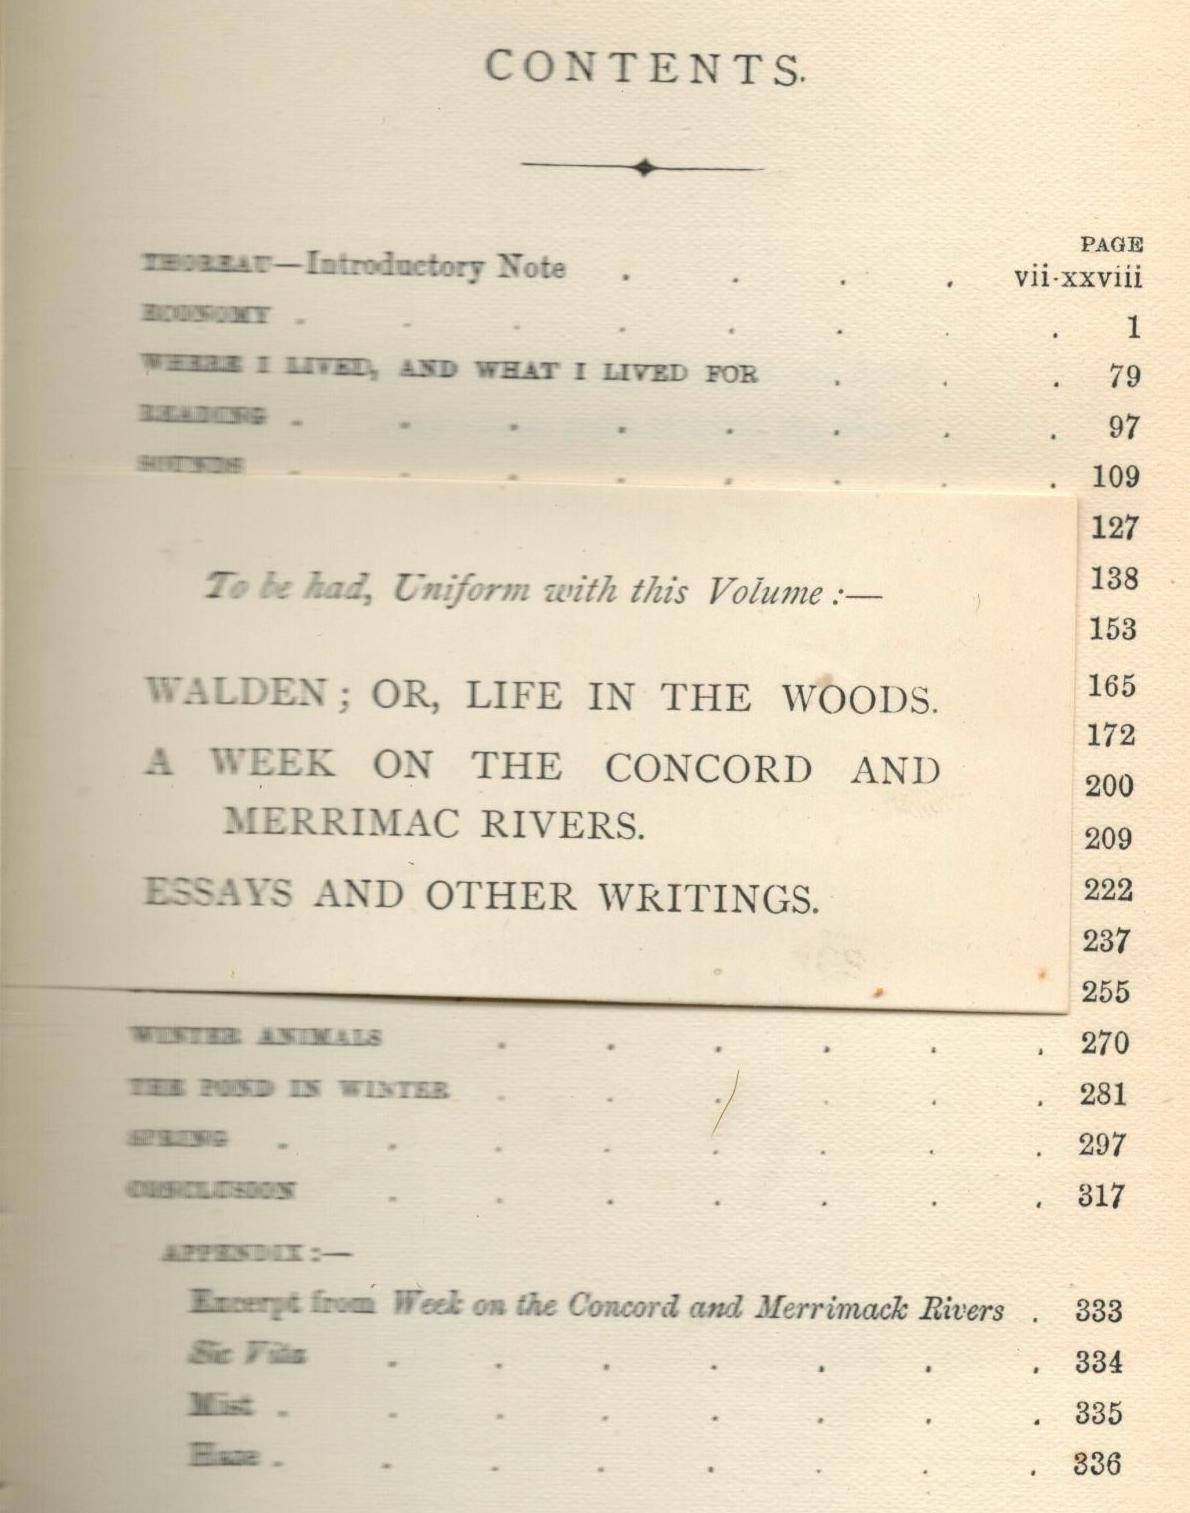 CONTENTS.
PAGE
THOREAU—Introductory Note . . . . vii-xxviii
ECONOMY . . . . . . . . 1
WHERE I LIVED, AND WHAT I LIVED FOR . . . 79
READING . . . . . . . . 97
SOUNDS . . . . . . . . 109
127
138
153
165
172
200
209
222
237
255
To be had, Uniform with this Volume :—
WALDEN ; OR, LIFE IN THE WOODS.
A WEEK ON THE CONCORD AND
MERRIMAC RIVERS.
ESSAYS AND OTHER WRITINGS.
WINTER ANIMALS . . . . . . 270
THE POND IN WINTER . . . . . . 281
SPRING . . . . . . . . 297
CONCLUSION . . . . . . . 317
APPENDIX :—
Excerpt from Week on the Concord and Merrimack Rivers . 333
Sic Vita . . . . . . . 334
Mist . . . . . . . . 335
Haze . . . . . . . . 336